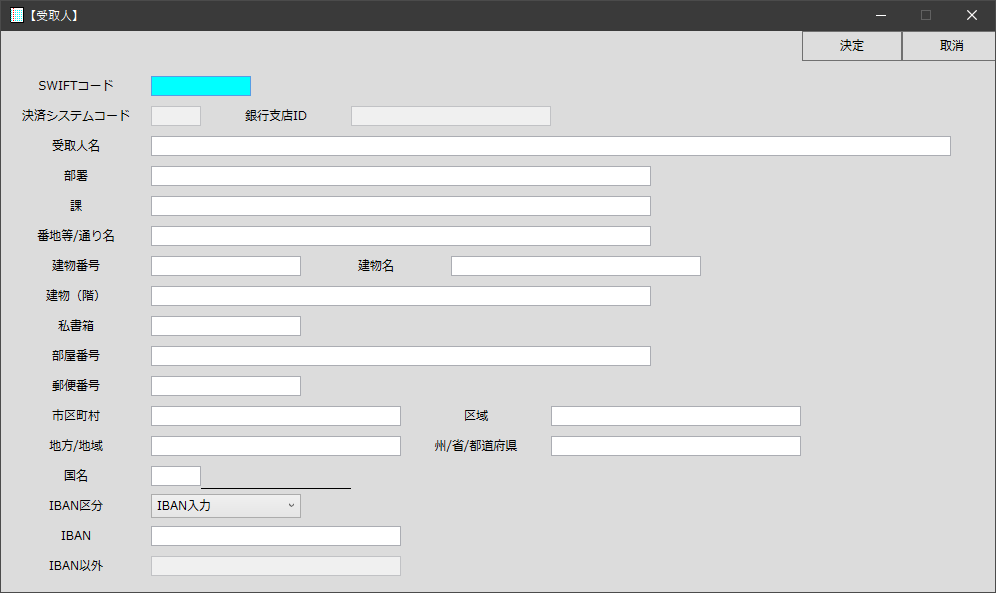 【受取人】
決定 取消
SWIFTコード
決済システムコード 銀行支店ID
受取人名
部署
課
番地等/通り名
建物番号 建物名
建物（階）
私書箱
部屋番号
郵便番号
市区町村 区域
地方/地域 州/省/都道府県
国名
IBAN区分 IBAN入力
IBAN
IBAN以外